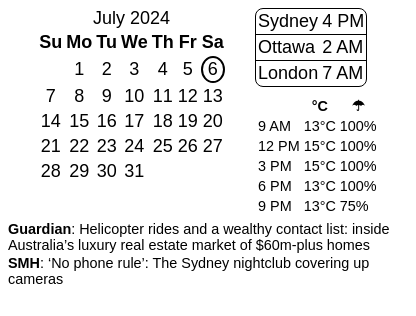 July 2024
Su Mo Tu We Th Fr Sa
1 2 3 4 5 6
7 8 9 10 11 12 13
14 15 16 17 18 19 20
21 22 23 24 25 26 27
28 29 30 31
Sydney 4 PM
Ottawa 2 AM
London 7 AM
°C ☂
9 AM 13°C 100%
12 PM 15°C 100%
3 PM 15°C 100%
6 PM 13°C 100%
9 PM 13°C 75%
Guardian: Helicopter rides and a wealthy contact list: inside
Australia’s luxury real estate market of $60m-plus homes
SMH: ‘No phone rule’: The Sydney nightclub covering up
cameras